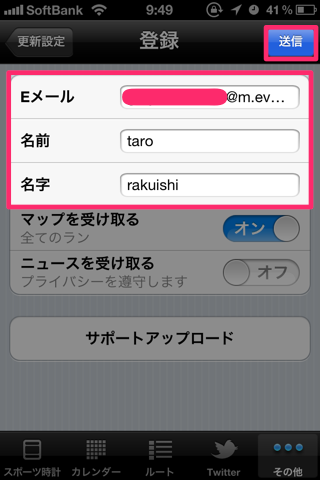 SoftBank 9:49 41%
更新設定 登録 送信
Eメール @m.ev…
名前 taro
名字 rakuishi
マップを受け取る
全てのラン オン
ニュースを受け取る
プライバシーを遵守します オフ
サポートアップロード
スポーツ時計 カレンダー ルート Twitter その他